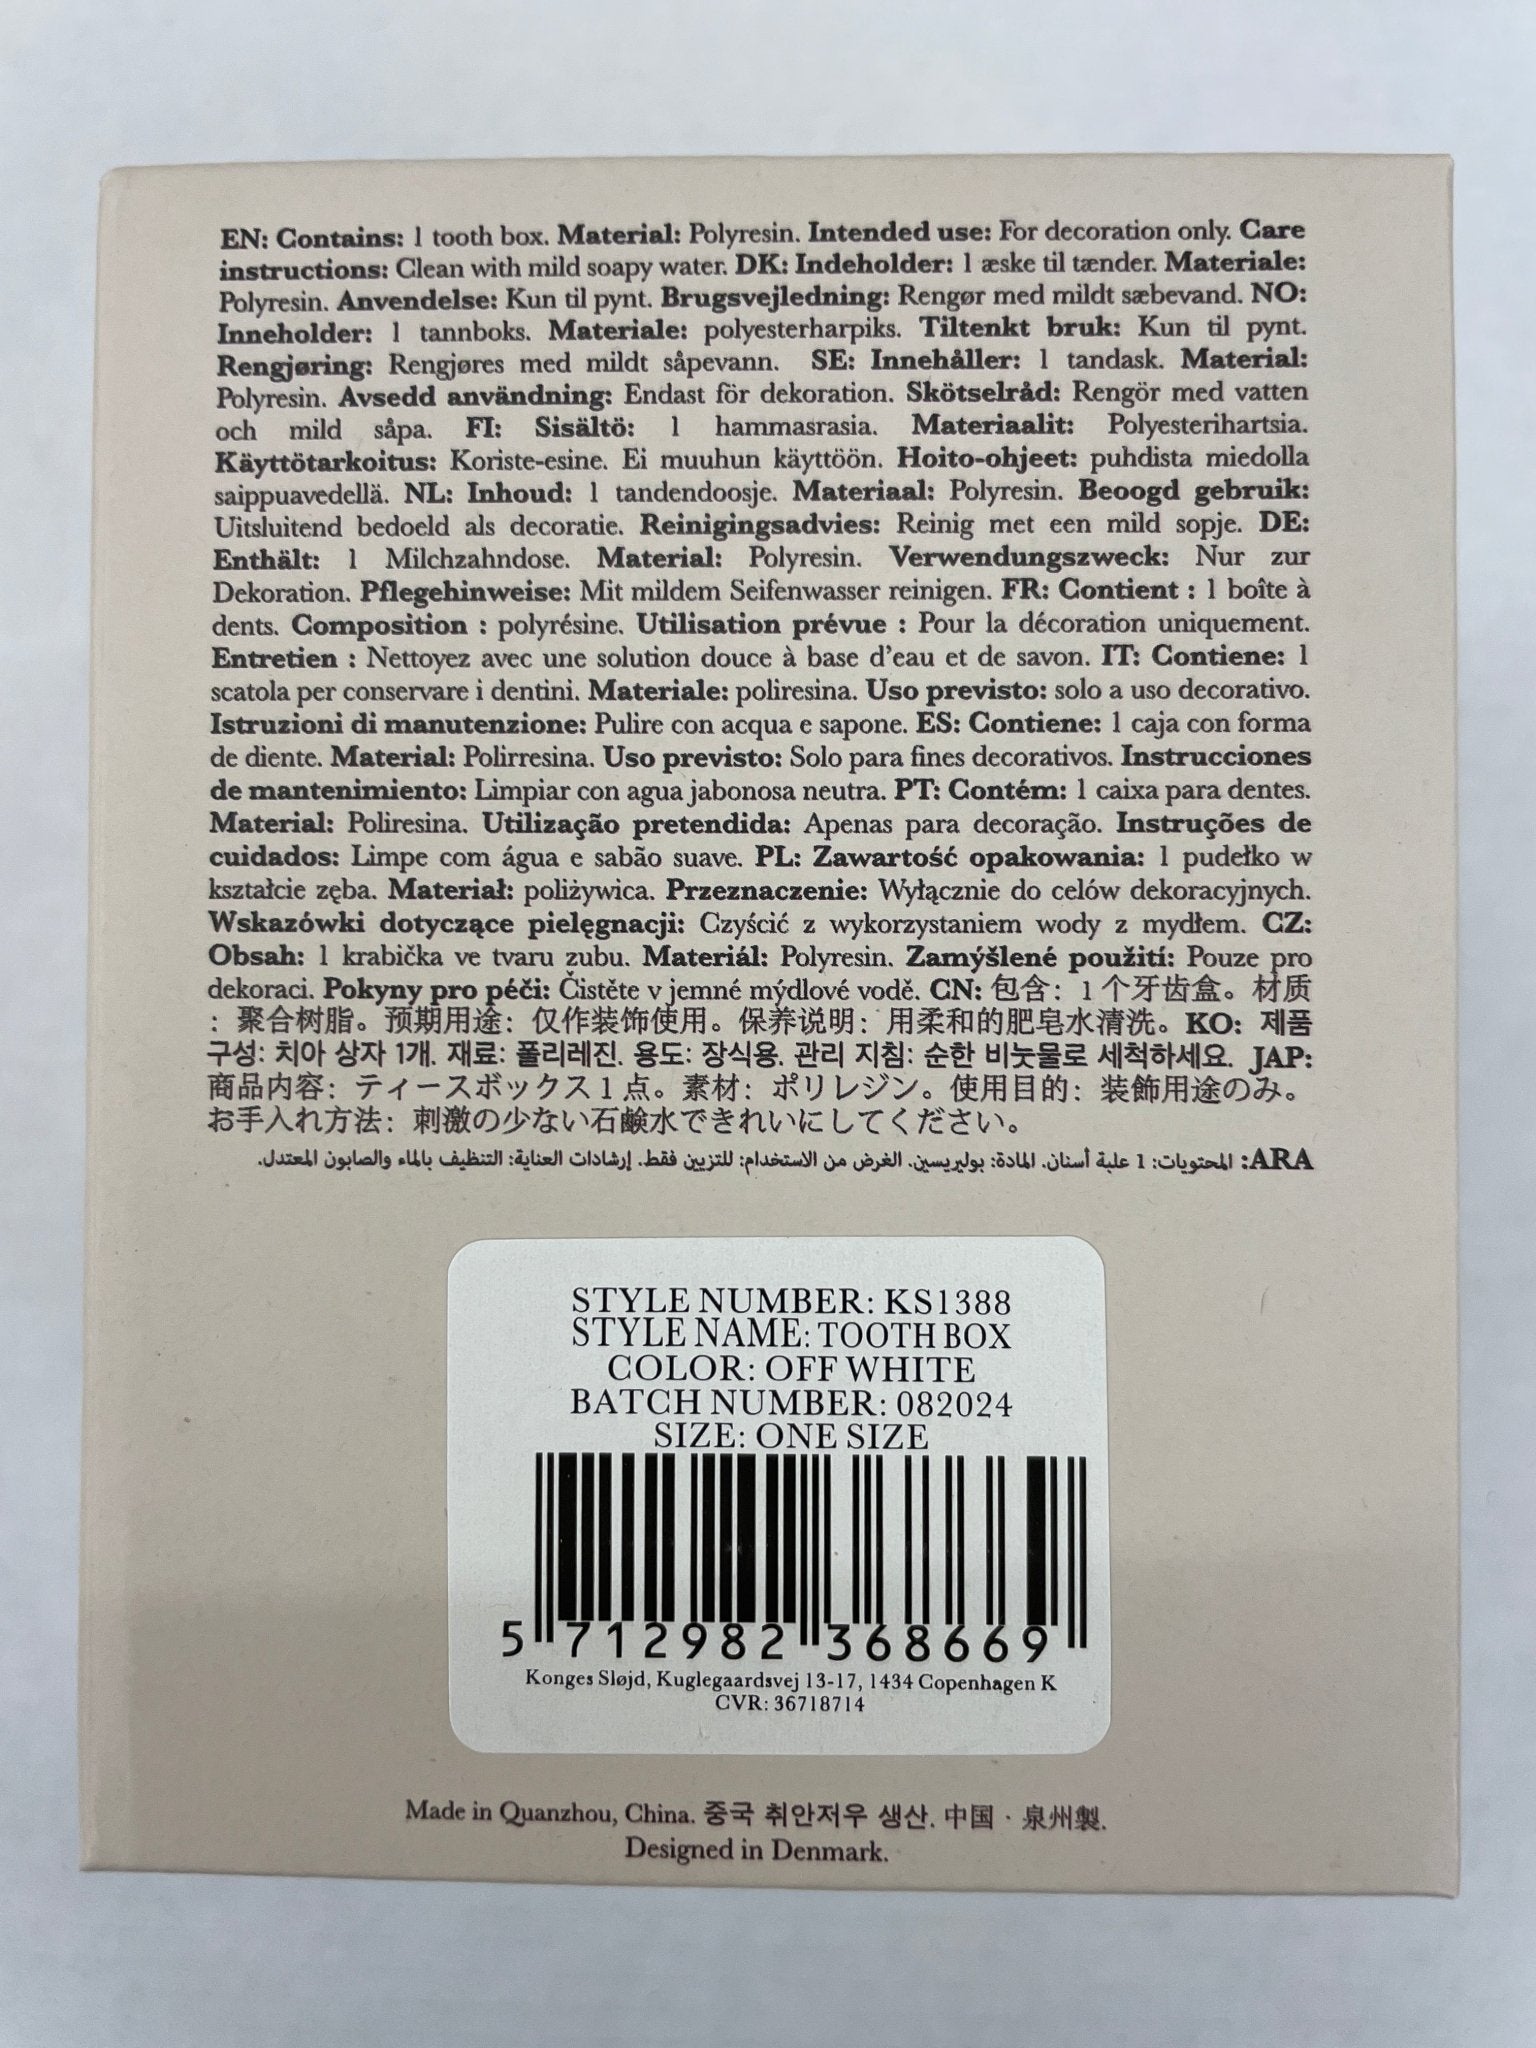 EN: Contains: 1 tooth box. Material: Polyresin. Intended use: For decoration only. Care
instructions: Clean with mild soapy water. DK: Indeholder: 1 æske til tænder. Materiale:
Polyresin. Anvendelse: Kun til pynt. Brugsvejledning: Rengør med mildt sæbevand. NO:
Inneholder: 1 tannboks. Materiale: polyesterharpiks. Tiltenkt bruk: Kun til pynt.
Rengjøring: Rengjøres med mildt såpevann. SE: Innehåller: 1 tandask. Material:
Polyresin. Avsedd användning: Endast för dekoration. Skötselråd: Rengör med vatten
och mild såpa. FI: Sisältö: 1 hammasrasia. Materiaalit: Polyesterihartsia.
Käyttötarkoitus: Koriste-esine. Ei muuhun käyttöön. Hoito-ohjeet: puhdista miedolla
saippuavedellä. NL: Inhoud: 1 tandendoosje. Materiaal: Polyresin. Beoogd gebruik:
Uitsluitend bedoeld als decoratie. Reinigingsadvies: Reinig met een mild sopje. DE:
Enthält: 1 Milchzahndose. Material: Polyresin. Verwendungszweck: Nur zur
Dekoration. Pflegehinweise: Mit mildem Seifenwasser reinigen. FR: Contient : 1 boîte à
dents. Composition : polyrésine. Utilisation prévue : Pour la décoration uniquement.
Entretien : Nettoyez avec une solution douce à base d’eau et de savon. IT: Contiene: 1
scatola per conservare i dentini. Materiale: poliresina. Uso previsto: solo a uso decorativo.
Istruzioni di manutenzione: Pulire con acqua e sapone. ES: Contiene: 1 caja con forma
de diente. Material: Polirresina. Uso previsto: Solo para fines decorativos. Instrucciones
de mantenimiento: Limpiar con agua jabonosa neutra. PT: Contém: 1 caixa para dentes.
Material: Poliresina. Utilização pretendida: Apenas para decoração. Instruções de
cuidados: Limpe com água e sabão suave. PL: Zawartość opakowania: 1 pudełko w
kształcie zęba. Materiał: poliżywica. Przeznaczenie: Wyłącznie do celów dekoracyjnych.
Wskazówki dotyczące pielęgnacji: Czyścić z wykorzystaniem wody z mydłem. CZ:
Obsah: 1 krabička ve tvaru zubu. Materiál: Polyresin. Zamýšlené použití: Pouze pro
dekoraci. Pokyny pro péči: Čistěte v jemné mýdlové vodě. CN: 包含：1 个牙齿盒。材质
：聚合树脂。预期用途：仅作装饰使用。保养说明：用柔和的肥皂水清洗。KO: 제품
구성: 치아 상자 1개. 재료: 폴리레진. 용도: 장식용. 관리 지침: 순한 비눗물로 세척하세요. JAP:
商品内容：ティースボックス 1 点。素材：ポリレジン。使用目的：装飾用途のみ。
お手入れ方法：刺激の少ない石鹸水できれいにしてください。
ARA: المحتويات: 1 علبة أسنان. المادة: بوليريسين. الغرض من الاستخدام: للتزيين فقط. إرشادات العناية: التنظيف بالماء والصابون المعتدل.
STYLE NUMBER: KS1388
STYLE NAME: TOOTH BOX
COLOR: OFF WHITE
BATCH NUMBER: 082024
SIZE: ONE SIZE
5 712982 368669
Konges Sløjd, Kuglegaardsvej 13-17, 1434 Copenhagen K
CVR: 36718714
Made in Quanzhou, China. 중국 취안저우 생산. 中国 · 泉州製.
Designed in Denmark.